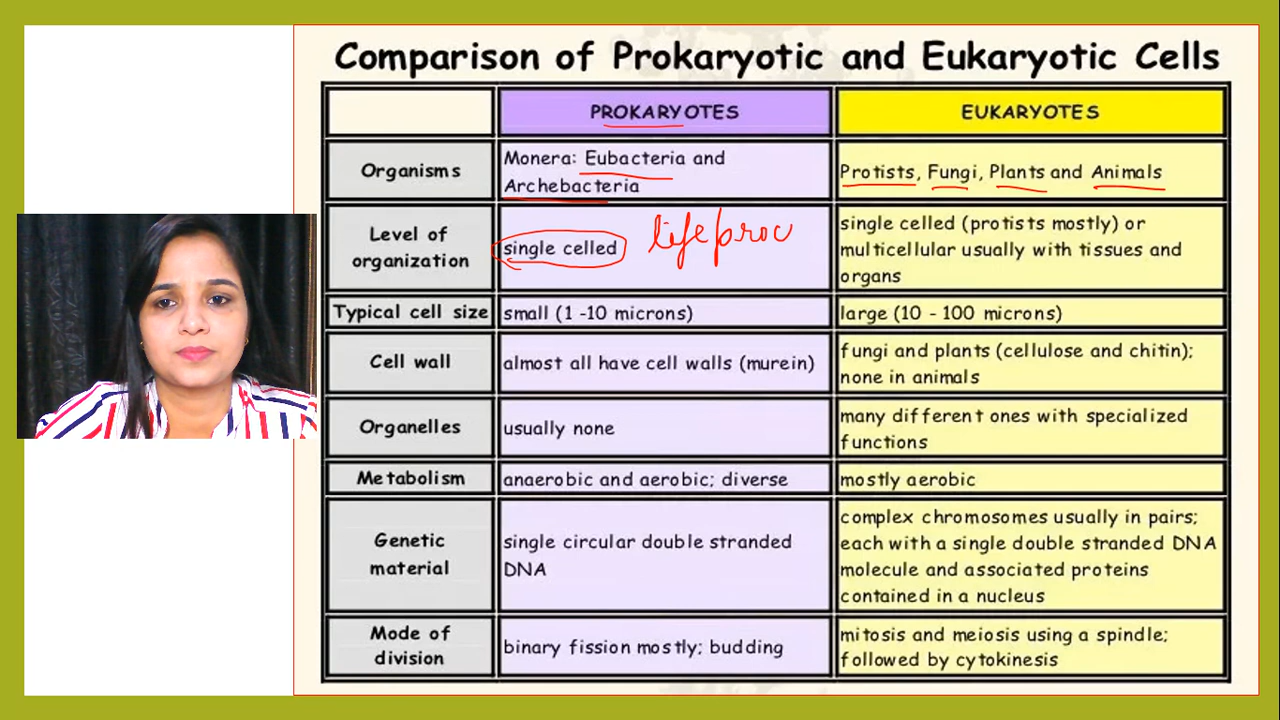 Comparison of Prokaryotic and Eukaryotic Cells
PROKARYOTES
EUKARYOTES
Organisms
Monera: Eubacteria and
Archebacteria
Protists, Fungi, Plants and Animals
Level of
organization
single celled
life proc
single celled (protists mostly) or
multicellular usually with tissues and
organs
Typical cell size
small (1 -10 microns)
large (10 - 100 microns)
Cell wall
almost all have cell walls (murein)
fungi and plants (cellulose and chitin);
none in animals
Organelles
usually none
many different ones with specialized
functions
Metabolism
anaerobic and aerobic; diverse
mostly aerobic
Genetic
material
single circular double stranded
DNA
complex chromosomes usually in pairs;
each with a single double stranded DNA
molecule and associated proteins
contained in a nucleus
Mode of
division
binary fission mostly; budding
mitosis and meiosis using a spindle;
followed by cytokinesis